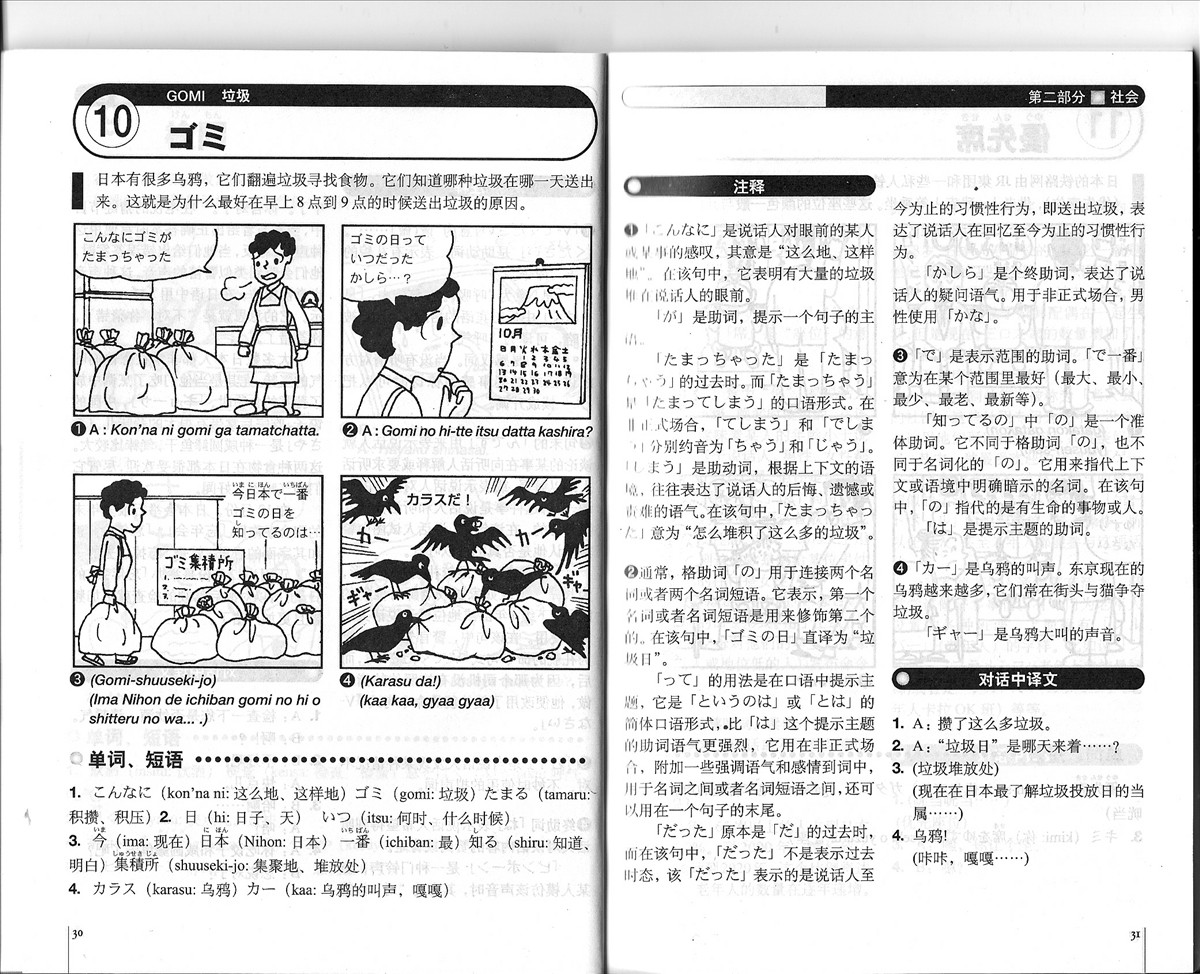 GOMI 垃圾
10
ゴミ
日本有很多乌鸦，它们翻遍垃圾寻找食物。它们知道哪种垃圾在哪一天送出
来。这就是为什么最好在早上8点到9点的时候送出垃圾的原因。
こんなにゴミが
たまっちゃった
❶ A : Kon'na ni gomi ga tamatchatta.
ゴミの日って
いつだった
かしら…？
10月
日月火水木金土
❷ A : Gomi no hi-tte itsu datta kashira?
今日本で一番
ゴミの日を
知ってるのは…
ゴミ集積所
❸ (Gomi-shuuseki-jo)
(Ima Nihon de ichiban gomi no hi o
shitteru no wa... .)
カラスだ！
カー
カー
ギャー
ギャー
❹ (Karasu da!)
(kaa kaa, gyaa gyaa)
单词、短语
1. こんなに（kon'na ni: 这么地、这样地）ゴミ（gomi: 垃圾）たまる（tamaru:
积攒、积压）2. 日（hi: 日子、天） いつ（itsu: 何时、什么时候）
3. 今（ima: 现在）日本（Nihon: 日本）一番（ichiban: 最）知る（shiru: 知道、
明白）集積所（shuuseki-jo: 集聚地、堆放处）
4. カラス（karasu: 乌鸦）カー（kaa: 乌鸦的叫声，嘎嘎）
30
第二部分 社会
注释
❶「こんなに」是说话人对眼前的某人
或某事的感叹，其意是“这么地、这样
地”。在该句中，它表明有大量的垃圾
堆在说话人的眼前。
「が」是助词，提示一个句子的主
语。
「たまっちゃった」是「たまっ
ちゃう」的过去时。而「たまっちゃう」
是「たまってしまう」的口语形式。在
非正式场合，「てしまう」和「でしま
う」分别约音为「ちゃう」和「じゃう」。
「しまう」是助动词，根据上下文的语
境，往往表达了说话人的后悔、遗憾或
责难的语气。在该句中，「たまっちゃっ
た」意为“怎么堆积了这么多的垃圾”。
❷通常，格助词「の」用于连接两个名
词或者两个名词短语。它表示，第一个
名词或者名词短语是用来修饰第二个
的。在该句中，「ゴミの日」直译为“垃
圾日”。
「って」的用法是在口语中提示主
题，它是「というのは」或「とは」的
简体口语形式，比「は」这个提示主题
的助词语气更强烈，它用在非正式场
合，附加一些强调语气和感情到词中，
用于名词之间或者名词短语之间，还可
以用在一个句子的末尾。
「だった」原本是「だ」的过去时，
而在该句中，「だった」不是表示过去
时态，该「だった」表示的是说话人至
今为止的习惯性行为，即送出垃圾，表
达了说话人在回忆至今为止的习惯性行
为。
「かしら」是个终助词，表达了说
话人的疑问语气。用于非正式场合，男
性使用「かな」。
❸「で」是表示范围的助词。「で一番」
意为在某个范围里最好（最大、最小、
最少、最老、最新等）。
「知ってるの」中「の」是一个准
体助词。它不同于格助词「の」，也不
同于名词化的「の」。它用来指代上下
文或语境中明确暗示的名词。在该句
中，「の」指代的是有生命的事物或人。
「は」是提示主题的助词。
❹「カー」是乌鸦的叫声。东京现在的
乌鸦越来越多，它们常在街头与猫争夺
垃圾。
「ギャー」是乌鸦大叫的声音。
对话中译文
1. A：攒了这么多垃圾。
2. A：“垃圾日”是哪天来着……？
3. (垃圾堆放处)
(现在在日本最了解垃圾投放日的当
属……)
4. 乌鸦!
(咔咔，嘎嘎……)
31